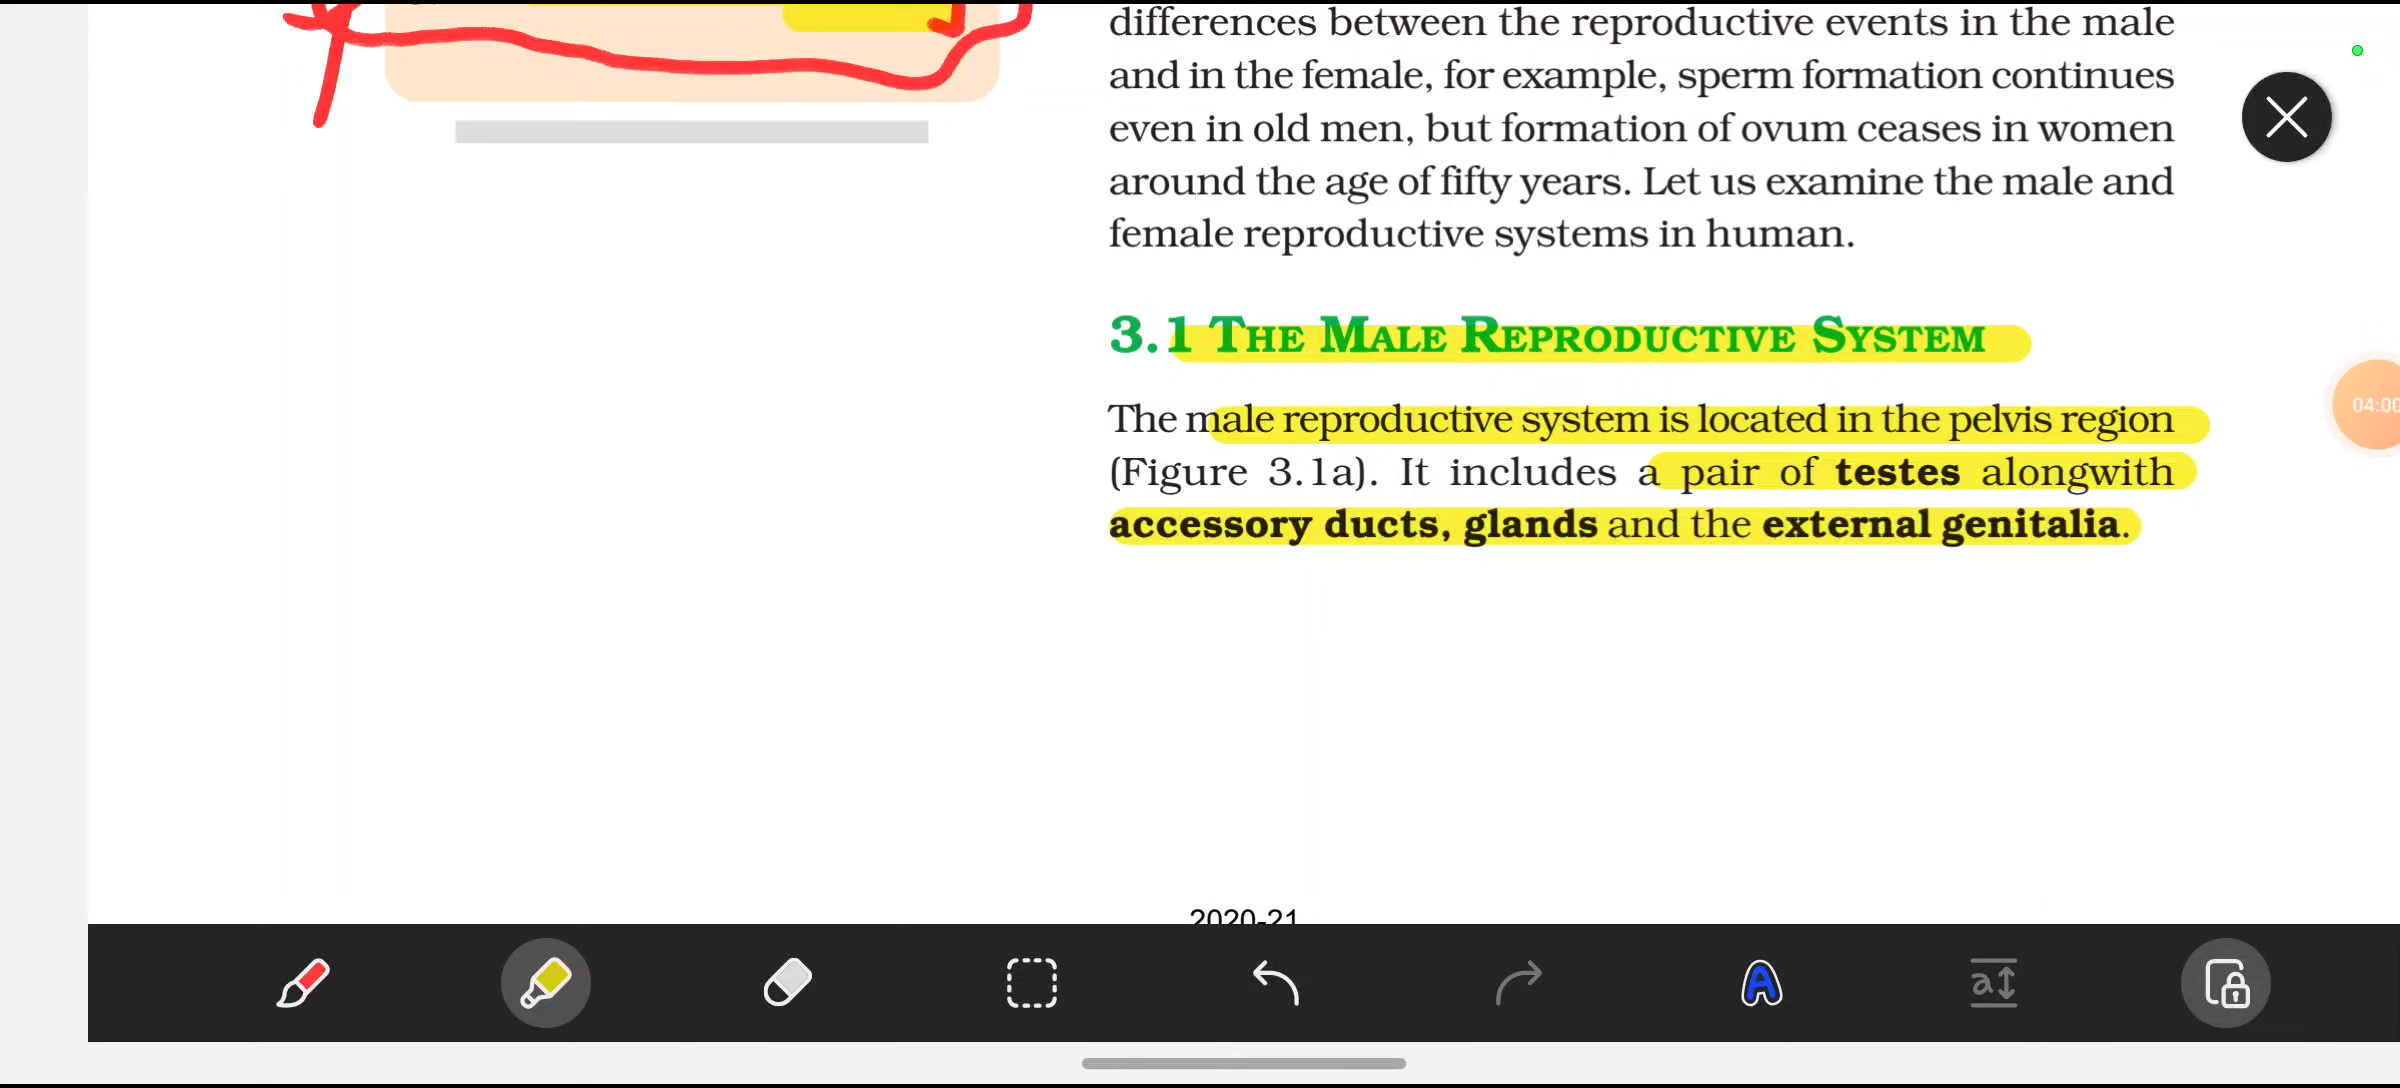 differences between the reproductive events in the male
and in the female, for example, sperm formation continues
even in old men, but formation of ovum ceases in women
around the age of fifty years. Let us examine the male and
female reproductive systems in human.
3.1 THE MALE REPRODUCTIVE SYSTEM
The male reproductive system is located in the pelvis region
(Figure 3.1a). It includes a pair of testes alongwith
accessory ducts, glands and the external genitalia.
04:00
2020-21
A
a